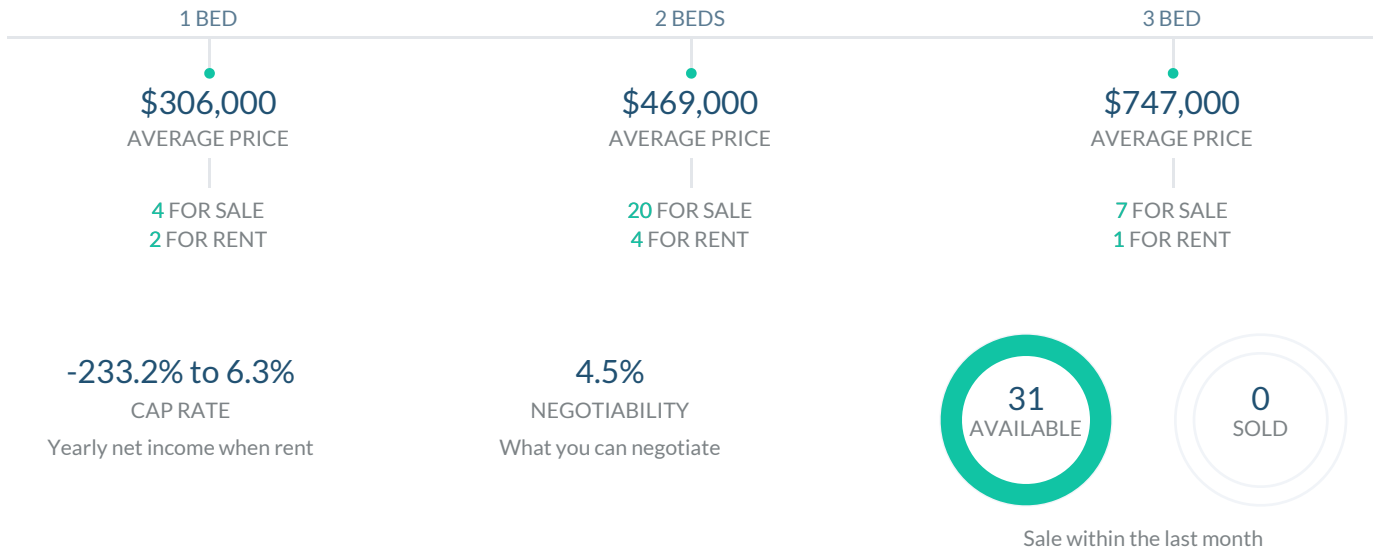 1 BED
$306,000
AVERAGE PRICE
4 FOR SALE
2 FOR RENT
2 BEDS
$469,000
AVERAGE PRICE
20 FOR SALE
4 FOR RENT
3 BED
$747,000
AVERAGE PRICE
7 FOR SALE
1 FOR RENT
-233.2% to 6.3%
CAP RATE
Yearly net income when rent
4.5%
NEGOTIABILITY
What you can negotiate
31
AVAILABLE
0
SOLD
Sale within the last month